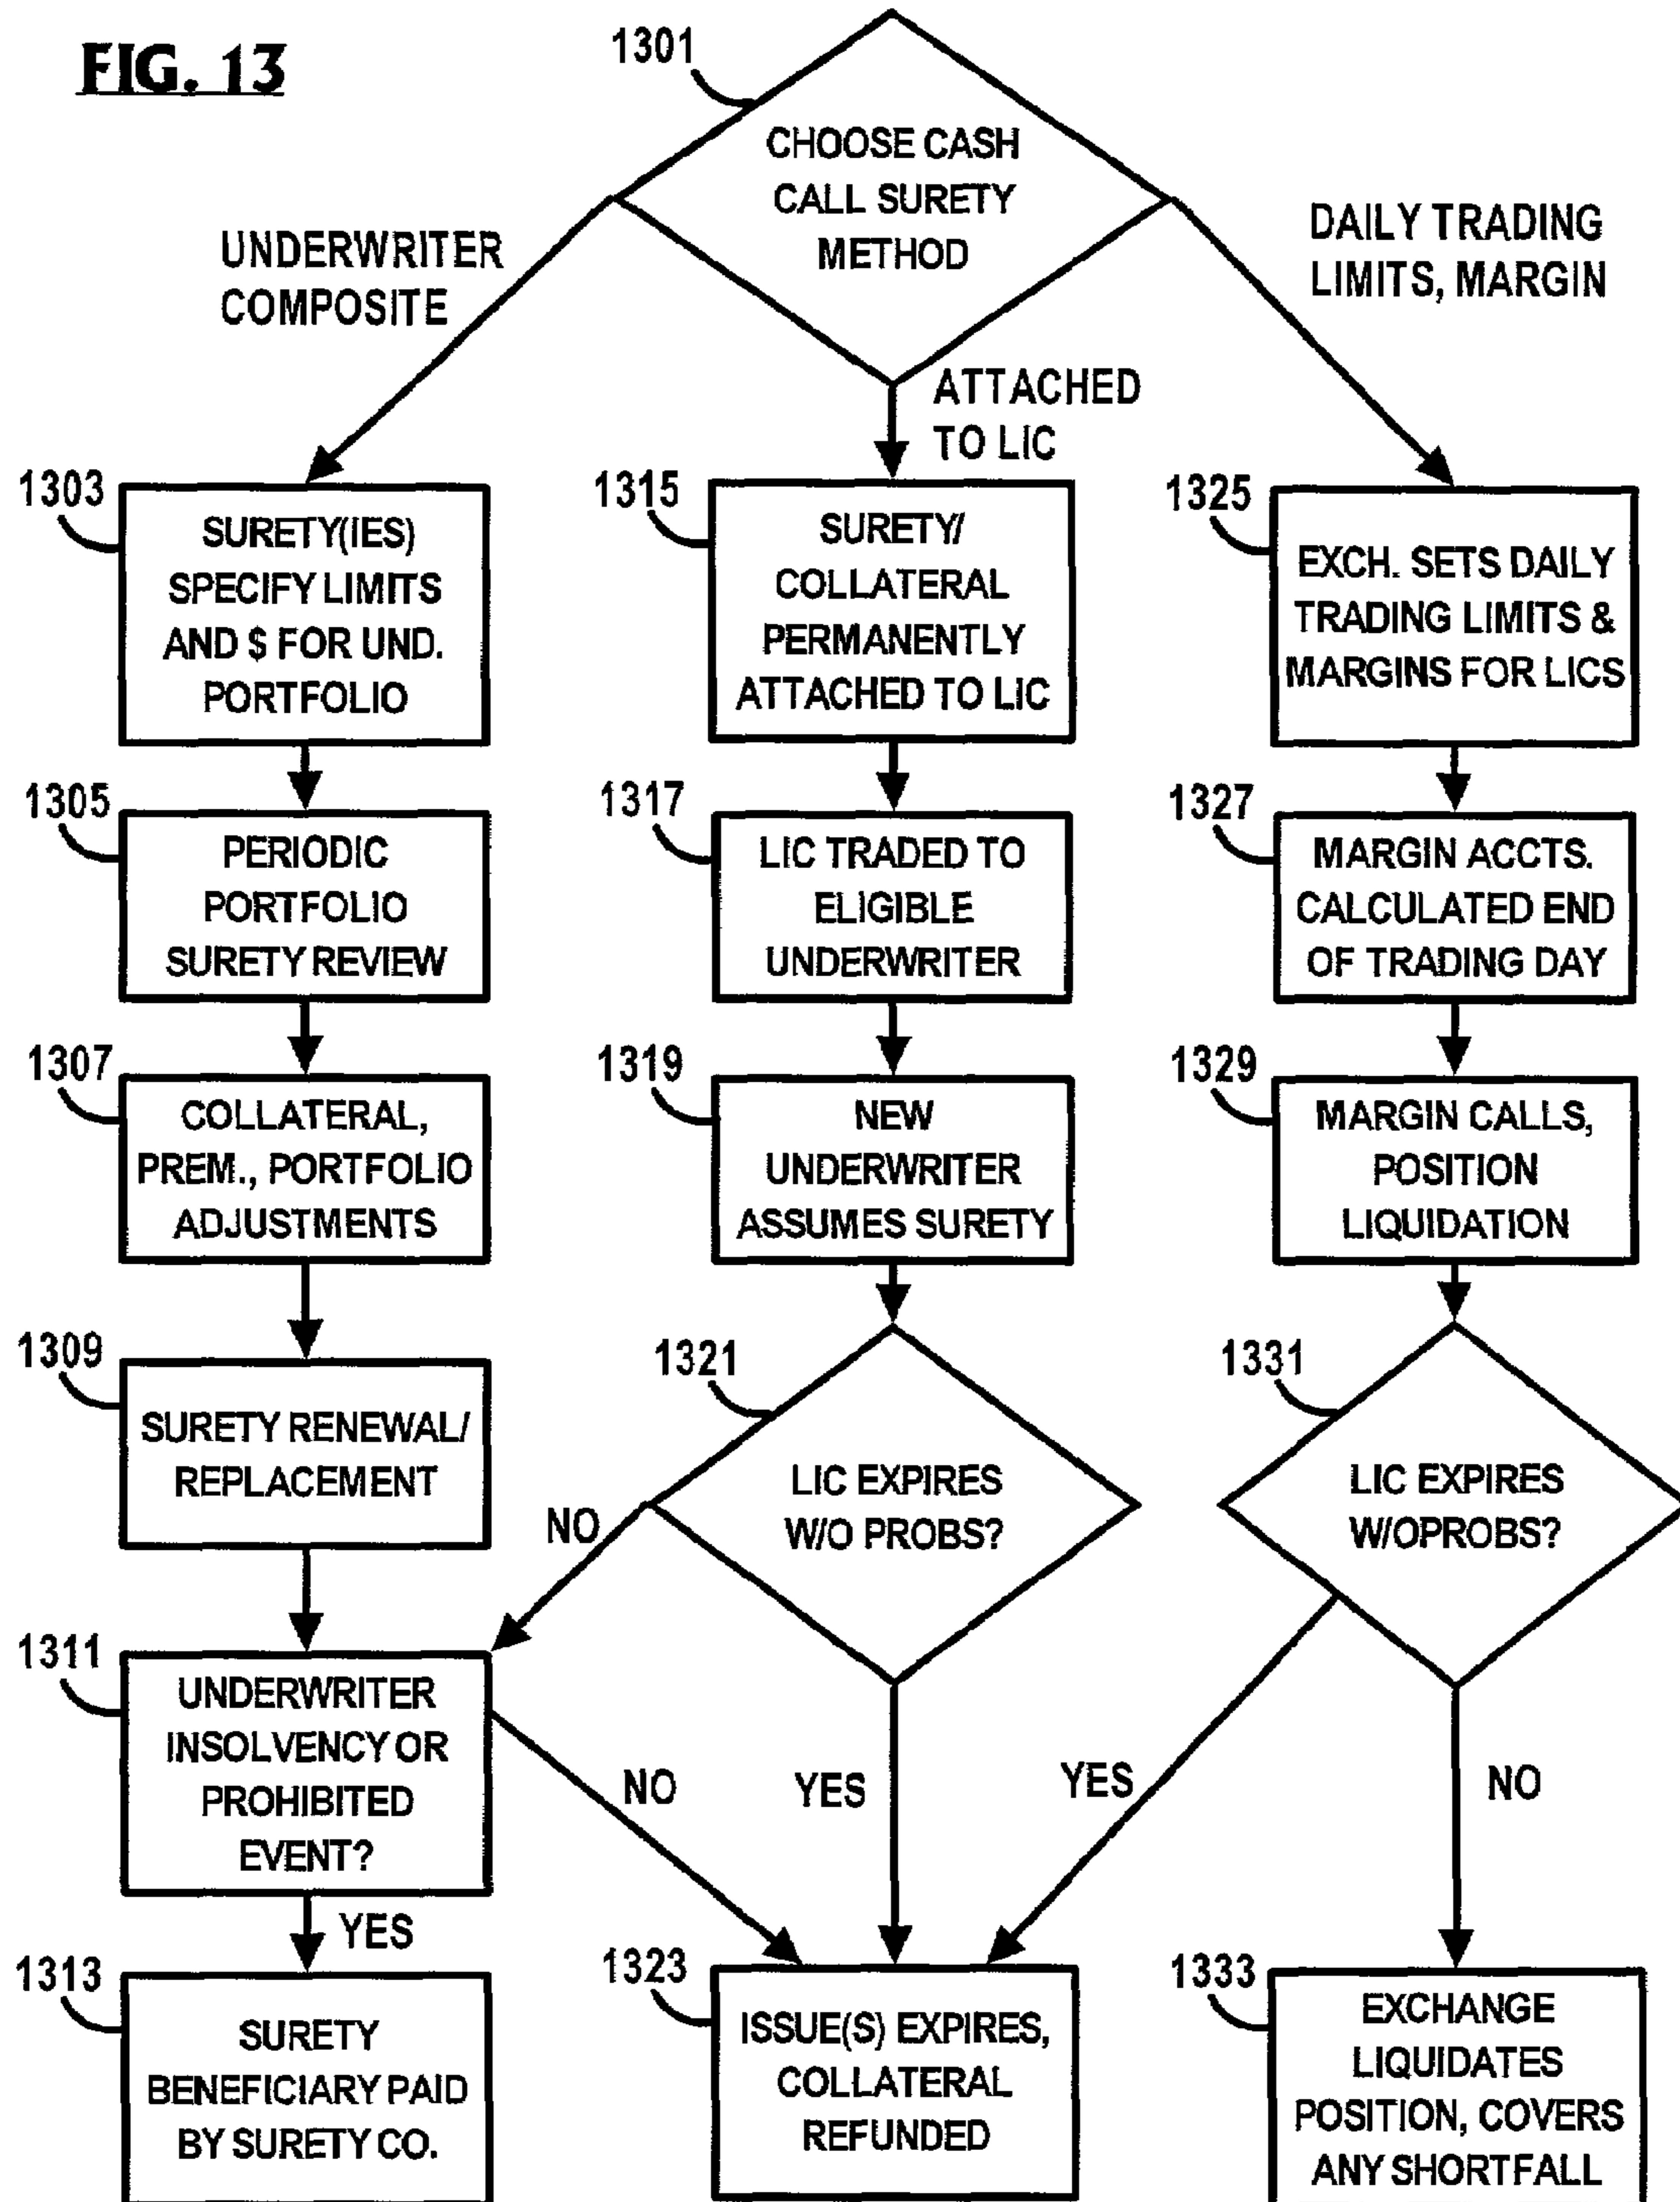 FIG. 13
1301
CHOOSE CASH
CALL SURETY
METHOD
UNDERWRITER
COMPOSITE
ATTACHED
TO LIC
DAILY TRADING
LIMITS, MARGIN
1303
SURETY(IES)
SPECIFY LIMITS
AND $ FOR UND.
PORTFOLIO
1315
SURETY/
COLLATERAL
PERMANENTLY
ATTACHED TO LIC
1325
EXCH. SETS DAILY
TRADING LIMITS &
MARGINS FOR LICS
1305
PERIODIC
PORTFOLIO
SURETY REVIEW
1317
LIC TRADED TO
ELIGIBLE
UNDERWRITER
1327
MARGIN ACCTS.
CALCULATED END
OF TRADING DAY
1307
COLLATERAL,
PREM., PORTFOLIO
ADJUSTMENTS
1319
NEW
UNDERWRITER
ASSUMES SURETY
1329
MARGIN CALLS,
POSITION
LIQUIDATION
1309
SURETY RENEWAL/
REPLACEMENT
1321
LIC EXPIRES
W/O PROBS?
NO
1331
LIC EXPIRES
W/OPROBS?
1311
UNDERWRITER
INSOLVENCY OR
PROHIBITED
EVENT?
NO
YES
YES
NO
YES
1313
SURETY
BENEFICIARY PAID
BY SURETY CO.
1323
ISSUE(S) EXPIRES,
COLLATERAL
REFUNDED
1333
EXCHANGE
LIQUIDATES
POSITION, COVERS
ANY SHORTFALL